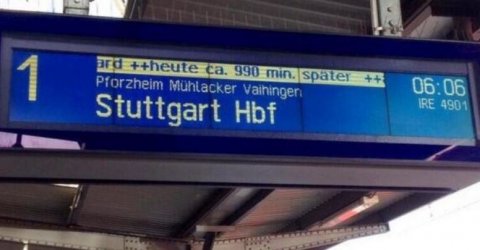 1
ard ++heute ca. 990 min. später ++
Pforzheim Mühlacker Vaihingen
Stuttgart Hbf
06:06
IRE 4901